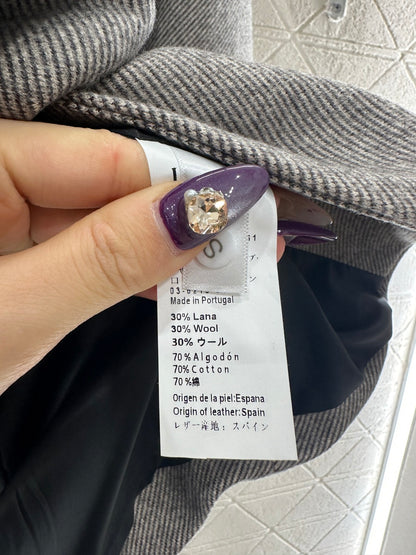 S
Made in Portugal
30% Lana
30% Wool
30% ウール
70% Algodón
70% Cotton
70%綿
Origen de la piel:Espana
Origin of leather:Spain
レザー産地：スペイン